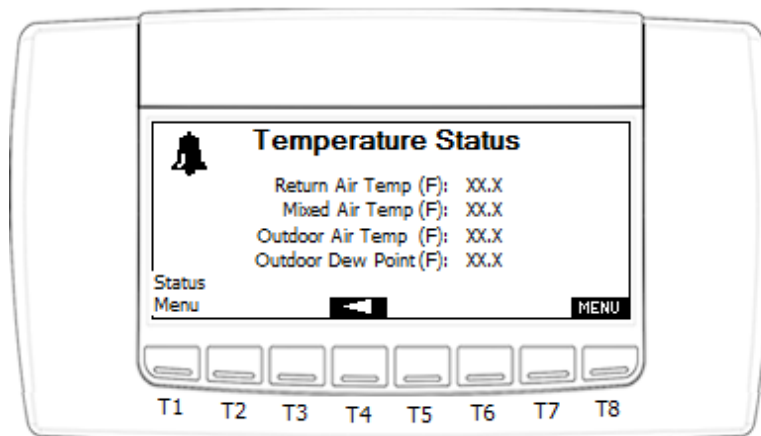 Temperature Status
Return Air Temp (F): XX.X
Mixed Air Temp (F): XX.X
Outdoor Air Temp (F): XX.X
Outdoor Dew Point (F): XX.X
Status
Menu
MENU
T1 T2 T3 T4 T5 T6 T7 T8